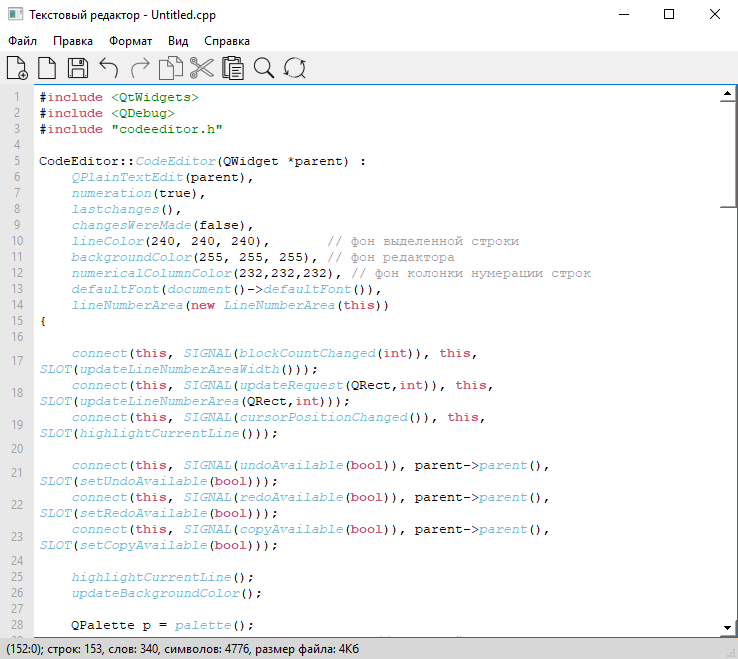 Текстовый редактор - Untitled.cpp
Файл Правка Формат Вид Справка
1 #include <QtWidgets>
2 #include <QDebug>
3 #include "codeeditor.h"
4
5 CodeEditor::CodeEditor(QWidget *parent) :
6 QPlainTextEdit(parent),
7 numeration(true),
8 lastchanges(),
9 changesWereMade(false),
10 lineColor(240, 240, 240), // фон выделенной строки
11 backgroundColor(255, 255, 255), // фон редактора
12 numericalColumnColor(232,232,232), // фон колонки нумерации строк
13 defaultFont(document()->defaultFont()),
14 lineNumberArea(new LineNumberArea(this))
15 {
16
17 connect(this, SIGNAL(blockCountChanged(int)), this,
SLOT(updateLineNumberAreaWidth()));
18 connect(this, SIGNAL(updateRequest(QRect,int)), this,
SLOT(updateLineNumberArea(QRect,int)));
19 connect(this, SIGNAL(cursorPositionChanged()), this,
SLOT(highlightCurrentLine()));
20
21 connect(this, SIGNAL(undoAvailable(bool)), parent->parent(),
SLOT(setUndoAvailable(bool)));
22 connect(this, SIGNAL(redoAvailable(bool)), parent->parent(),
SLOT(setRedoAvailable(bool)));
23 connect(this, SIGNAL(copyAvailable(bool)), parent->parent(),
SLOT(setCopyAvailable(bool)));
24
25 highlightCurrentLine();
26 updateBackgroundColor();
27
28 QPalette p = palette();
(152:0); строк: 153, слов: 340, символов: 4776, размер файла: 4Кб